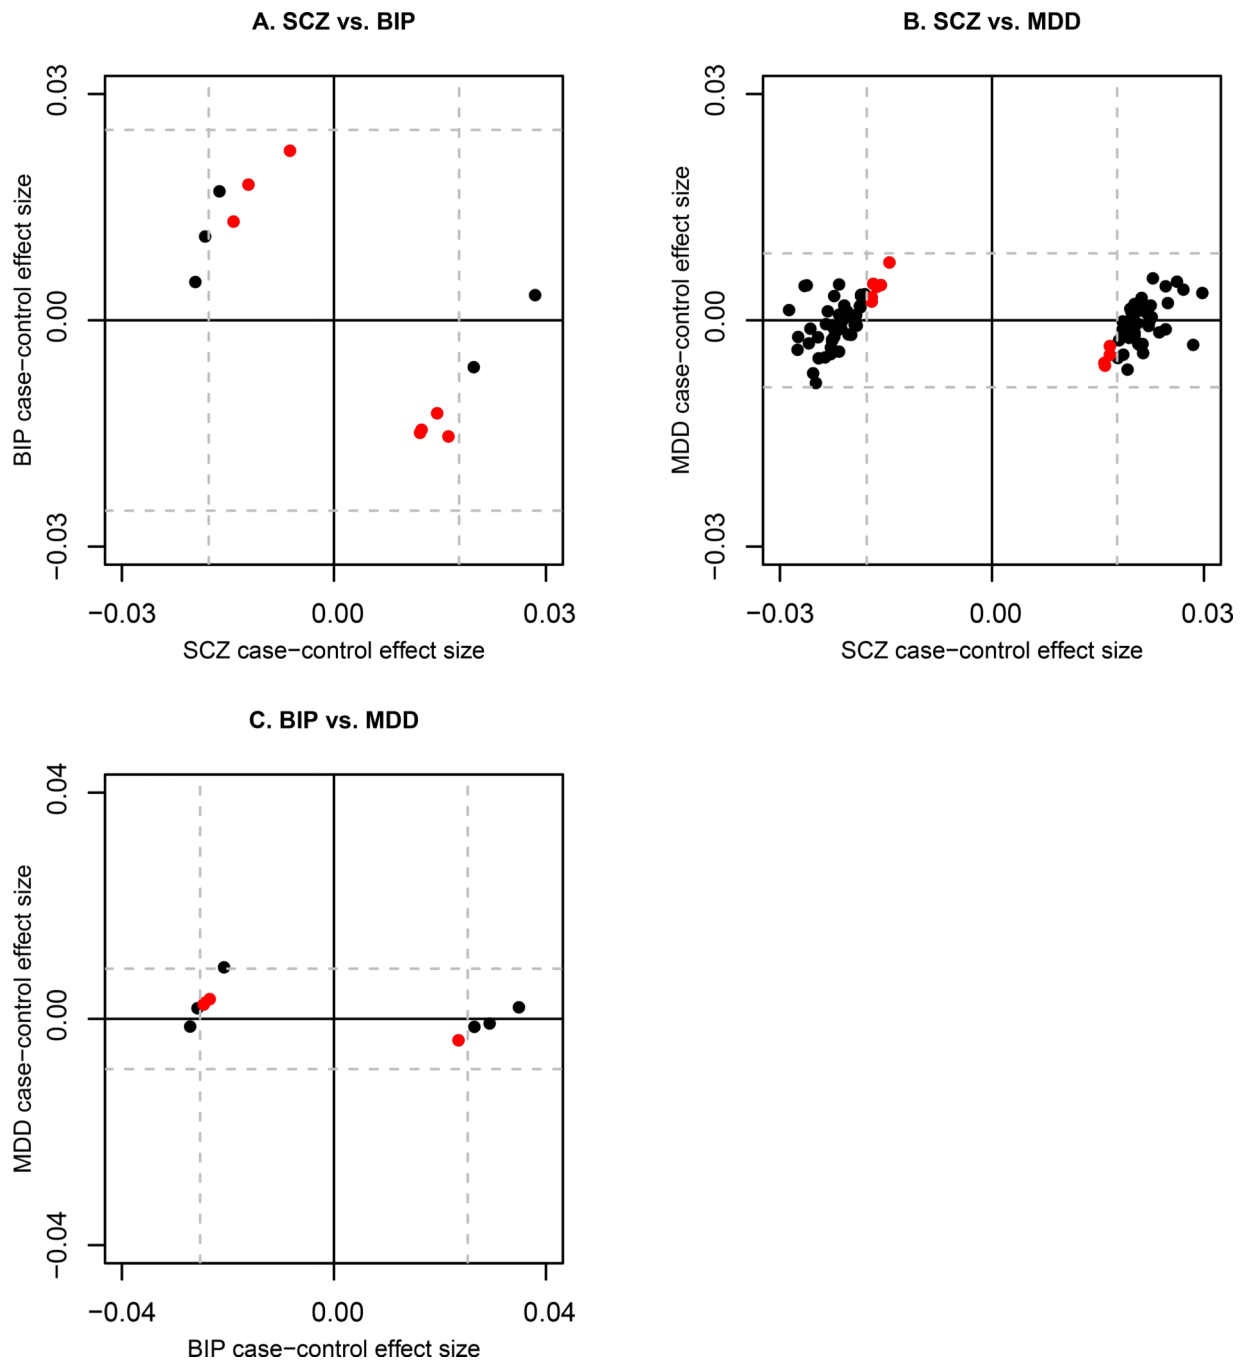 A. SCZ vs. BIP
BIP case−control effect size
0.03
0.00
−0.03
−0.03 0.00 0.03
SCZ case−control effect size
B. SCZ vs. MDD
MDD case−control effect size
0.03
0.00
−0.03
−0.03 0.00 0.03
SCZ case−control effect size
C. BIP vs. MDD
MDD case−control effect size
0.04
0.00
−0.04
−0.04 0.00 0.04
BIP case−control effect size